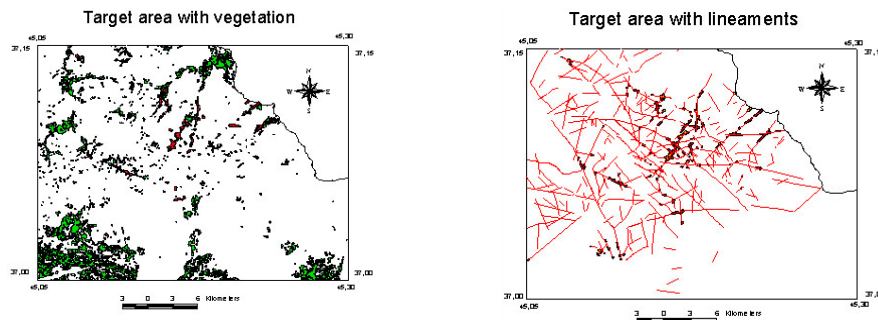 Target area with vegetation
45,05
45,30
37,15
37,15
N
W E
S
37,00
37,00
45,05
45,30
3 0 3 6 Kilometers
Target area with lineaments
45,05
45,30
37,15
37,15
N
W E
S
37,00
37,0
45,05
45,30
3 0 3 6 Kilometers